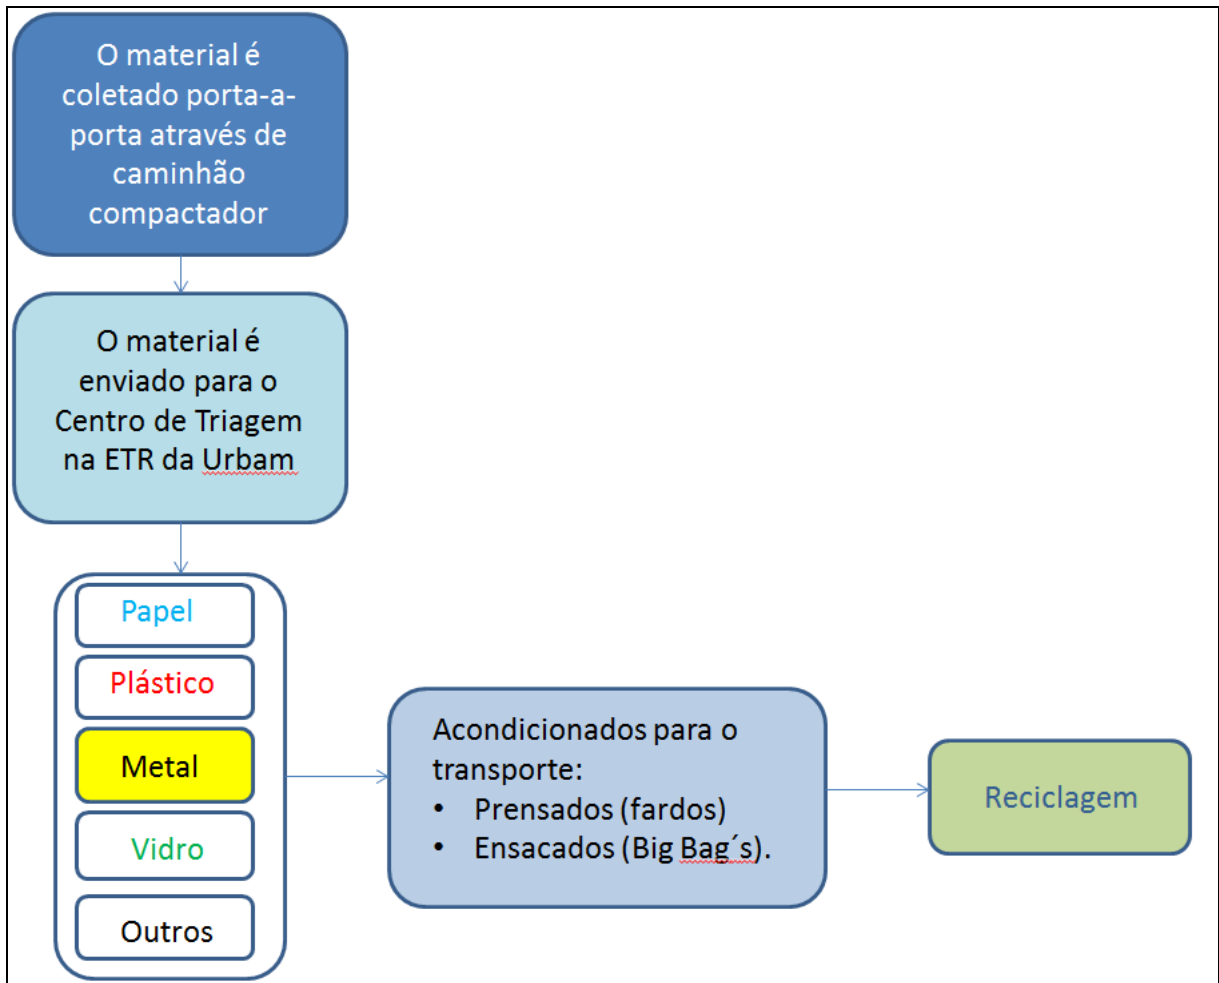 O material é
coletado porta-a-
porta através de
caminhão
compactador
O material é
enviado para o
Centro de Triagem
na ETR da Urbam
Papel
Plástico
Metal
Vidro
Outros
Acondicionados para o
transporte:
• Prensados (fardos)
• Ensacados (Big Bag´s).
Reciclagem